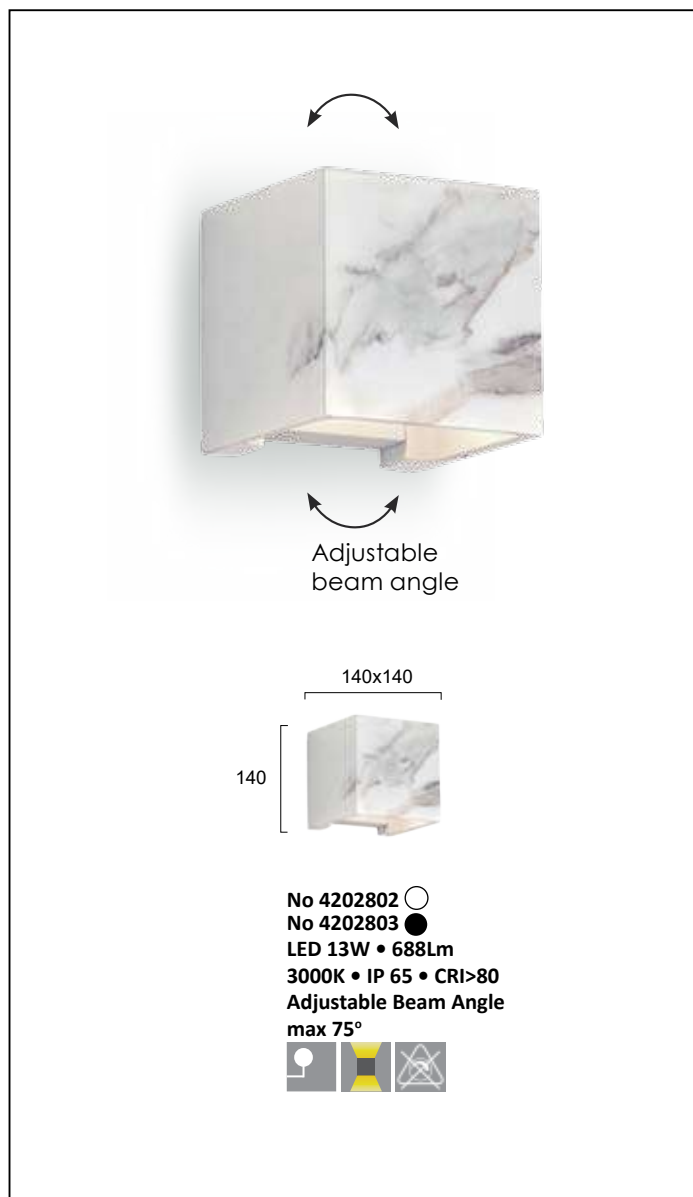 Adjustable
beam angle
140x140
140
No 4202802
No 4202803
LED 13W • 688Lm
3000K • IP 65 • CRI>80
Adjustable Beam Angle
max 75º